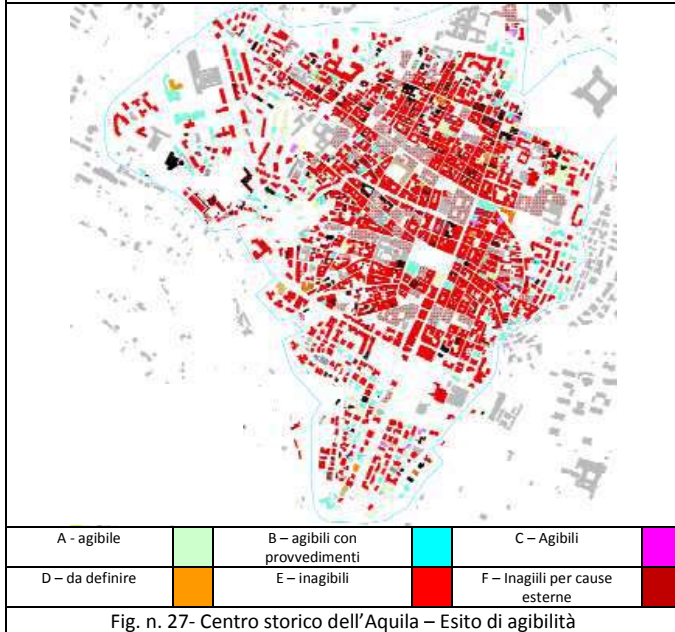 A - agibile
B – agibili con
provvedimenti
C – Agibili
D – da definire
E – inagibili
F – Inagiili per cause
esterne
Fig. n. 27- Centro storico dell’Aquila – Esito di agibilità